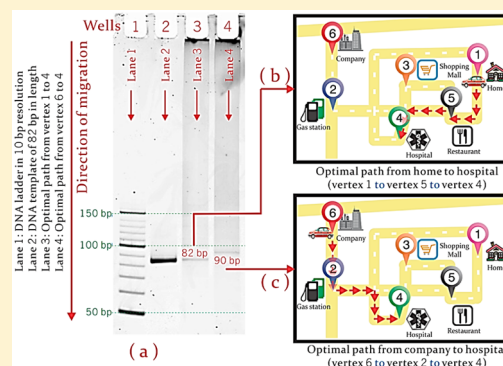 Wells 1 2 3 4
Lane 1
Lane 2
Lane 3
Lane 4
Direction of migration
Lane 1: DNA ladder in 10 bp resolution
Lane 2: DNA template of 82 bp in length
Lane 3: Optimal path from vertex 1 to 4
Lane 4: Optimal path from vertex 6 to 4
150 bp
100 bp
50 bp
82 bp
90 bp
(a)
(b)
6
Company
3
Shopping
Mall
1
Home
2
Gas station
4
Hospital
5
Restaurant
Optimal path from home to hospital
(vertex 1 to vertex 5 to vertex 4)
(c)
6
Company
3
Shopping
Mall
1
Home
2
Gas station
4
Hospital
5
Restaurant
Optimal path from company to hospital
(vertex 6 to vertex 2 to vertex 4)